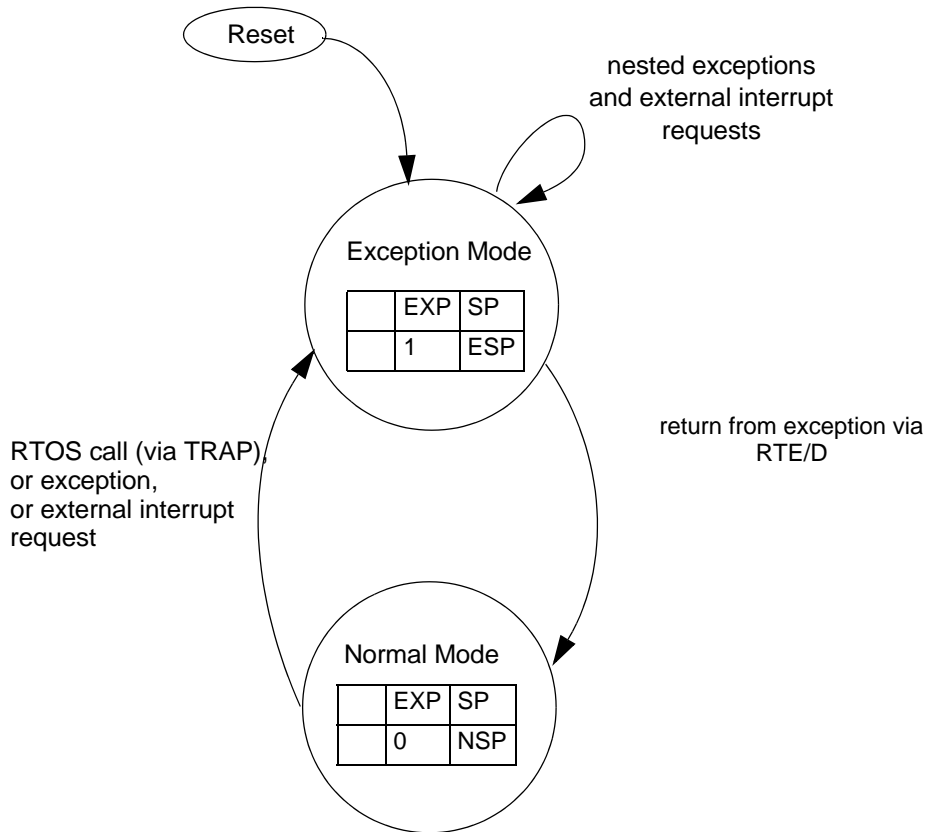 Reset
nested exceptions
and external interrupt
requests
Exception Mode
EXP SP
1 ESP
RTOS call (via TRAP),
or exception,
or external interrupt
request
return from exception via
RTE/D
Normal Mode
EXP SP
0 NSP